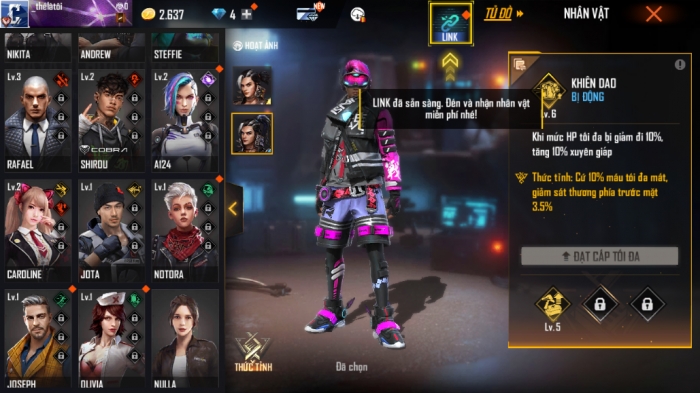 thělàtôi
2.637
4
NEW
LINK
TỦ ĐỒ
NHÂN VẬT
NIKITA
ANDREW
STEFFIE
HOẠT ẢNH
Lv.3
Lv.2
Lv.2
COBRA
RAFAEL
SHIROU
A124
LINK đã sẵn sàng. Đến và nhận nhân vật
miễn phí nhé!
KHIÊN DAO
BỊ ĐỘNG
Lv.6
Khi mức HP tối đa bị giảm đi 10%,
tăng 10% xuyên giáp
Thức tỉnh: Cứ 10% máu tối đa mất,
giảm sát thương phía trước mặt
3.5%
Lv.2
Lv.1
Lv.1
CAROLINE
JOTA
NOTORA
ĐẠT CẤP TỐI ĐA
Lv.5
Lv.1
Lv.1
JOSEPH
OLIVIA
NULLA
THỨC TỈNH
Đã chọn